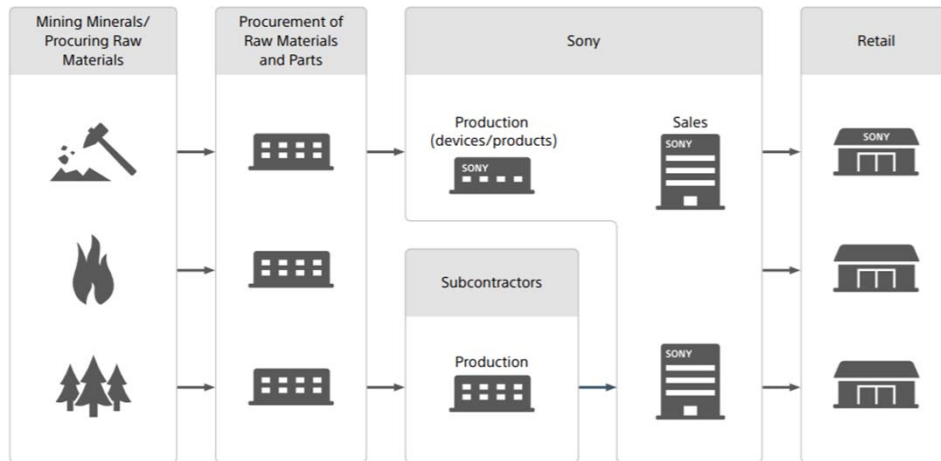 Mining Minerals/
Procuring Raw
Materials
Procurement of
Raw Materials
and Parts
Sony
Retail
Production
(devices/products)
SONY
Sales
SONY
SONY
Subcontractors
Production
SONY